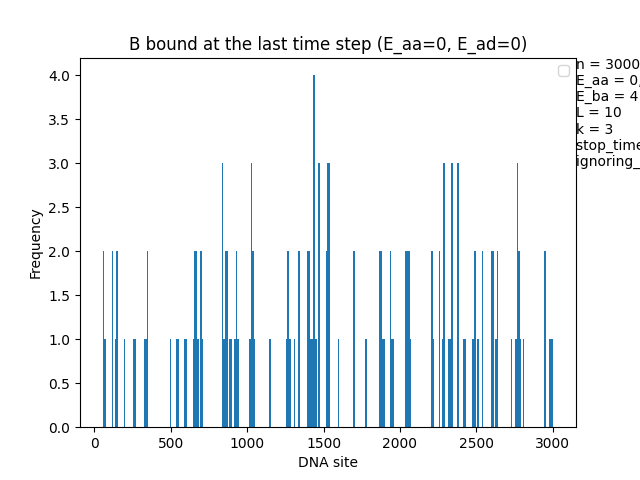 B bound at the last time step (E_aa=0, E_ad=0)
n = 3000
E_aa = 0,
E_ba = 4
L = 10
k = 3
stop_time
ignoring_
4.0
3.5
3.0
2.5
2.0
1.5
1.0
0.5
0.0
Frequency
0 500 1000 1500 2000 2500 3000
DNA site